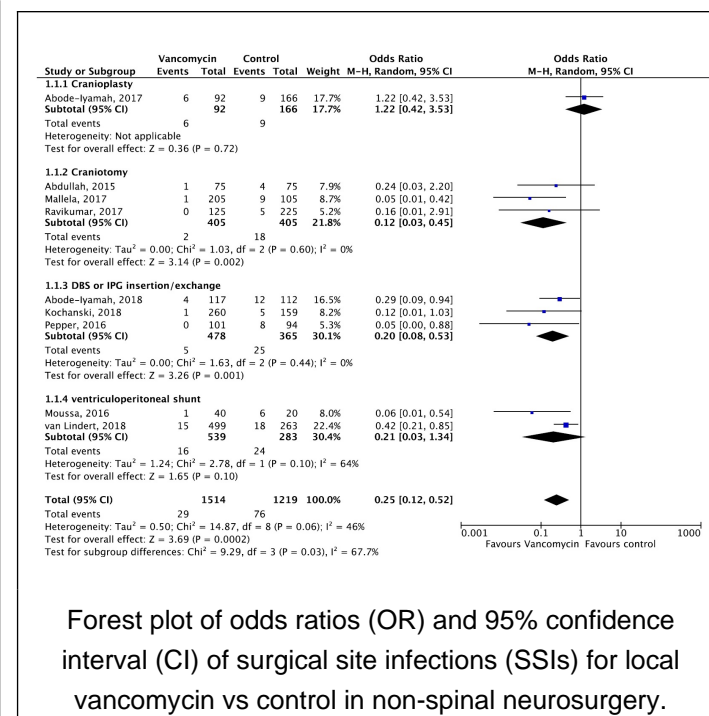 Vancomycin Control Odds Ratio Odds Ratio
Study or Subgroup Events Total Events Total Weight M-H, Random, 95% CI M-H, Random, 95% CI
1.1.1 Cranioplasty
Abode-Iyamah, 2017 6 92 9 166 17.7% 1.22 [0.42, 3.53]
Subtotal (95% CI) 92 166 17.7% 1.22 [0.42, 3.53]
Total events 6 9
Heterogeneity: Not applicable
Test for overall effect: Z = 0.36 (P = 0.72)
1.1.2 Craniotomy
Abdullah, 2015 1 75 4 75 7.9% 0.24 [0.03, 2.20]
Mallela, 2017 1 205 9 105 8.7% 0.05 [0.01, 0.42]
Ravikumar, 2017 0 125 5 225 5.2% 0.16 [0.01, 2.91]
Subtotal (95% CI) 405 405 21.8% 0.12 [0.03, 0.45]
Total events 2 18
Heterogeneity: Tau² = 0.00; Chi² = 1.03, df = 2 (P = 0.60); I² = 0%
Test for overall effect: Z = 3.14 (P = 0.002)
1.1.3 DBS or IPG insertion/exchange
Abode-Iyamah, 2018 4 117 12 112 16.5% 0.29 [0.09, 0.94]
Kochanski, 2018 1 260 5 159 8.2% 0.12 [0.01, 1.03]
Pepper, 2016 0 101 8 94 5.3% 0.05 [0.00, 0.88]
Subtotal (95% CI) 478 365 30.1% 0.20 [0.08, 0.53]
Total events 5 25
Heterogeneity: Tau² = 0.00; Chi² = 1.63, df = 2 (P = 0.44); I² = 0%
Test for overall effect: Z = 3.26 (P = 0.001)
1.1.4 ventriculoperitoneal shunt
Moussa, 2016 1 40 6 20 8.0% 0.06 [0.01, 0.54]
van Lindert, 2018 15 499 18 263 22.4% 0.42 [0.21, 0.85]
Subtotal (95% CI) 539 283 30.4% 0.21 [0.03, 1.34]
Total events 16 24
Heterogeneity: Tau² = 1.24; Chi² = 2.78, df = 1 (P = 0.10); I² = 64%
Test for overall effect: Z = 1.65 (P = 0.10)
Total (95% CI) 1514 1219 100.0% 0.25 [0.12, 0.52]
Total events 29 76
Heterogeneity: Tau² = 0.50; Chi² = 14.87, df = 8 (P = 0.06); I² = 46%
Test for overall effect: Z = 3.69 (P = 0.0002)
Test for subgroup differences: Chi² = 9.29, df = 3 (P = 0.03), I² = 67.7%
0.001 0.1 1 10 1000
Favours Vancomycin Favours control
Forest plot of odds ratios (OR) and 95% confidence
interval (CI) of surgical site infections (SSIs) for local
vancomycin vs control in non-spinal neurosurgery.